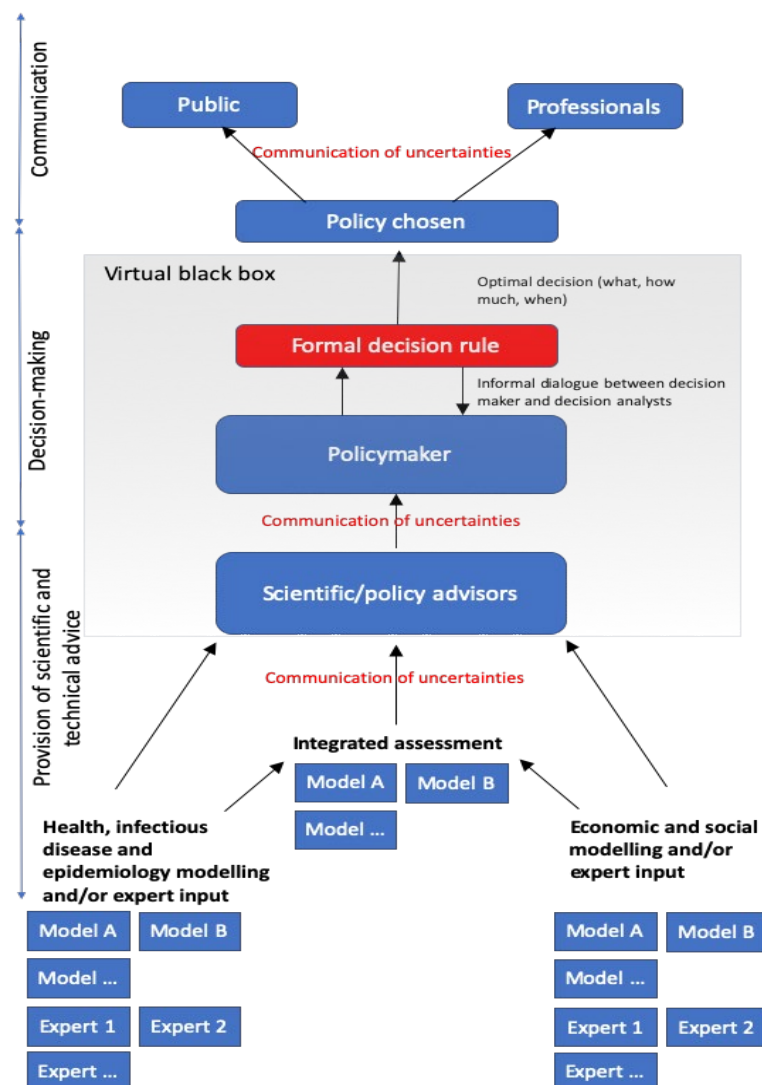 Communication
Public
Professionals
Communication of uncertainties
Policy chosen
Decision-making
Virtual black box
Optimal decision (what, how
much, when)
Formal decision rule
Informal dialogue between decision
maker and decision analysts
Policymaker
Communication of uncertainties
Provision of scientific and
technical advice
Scientific/policy advisors
Communication of uncertainties
Integrated assessment
Model A
Model B
Model ...
Health, infectious
disease and
epidemiology modelling
and/or expert input
Model A
Model B
Model ...
Expert 1
Expert 2
Expert ...
Economic and social
modelling and/or
expert input
Model A
Model B
Model ...
Expert 1
Expert 2
Expert ...